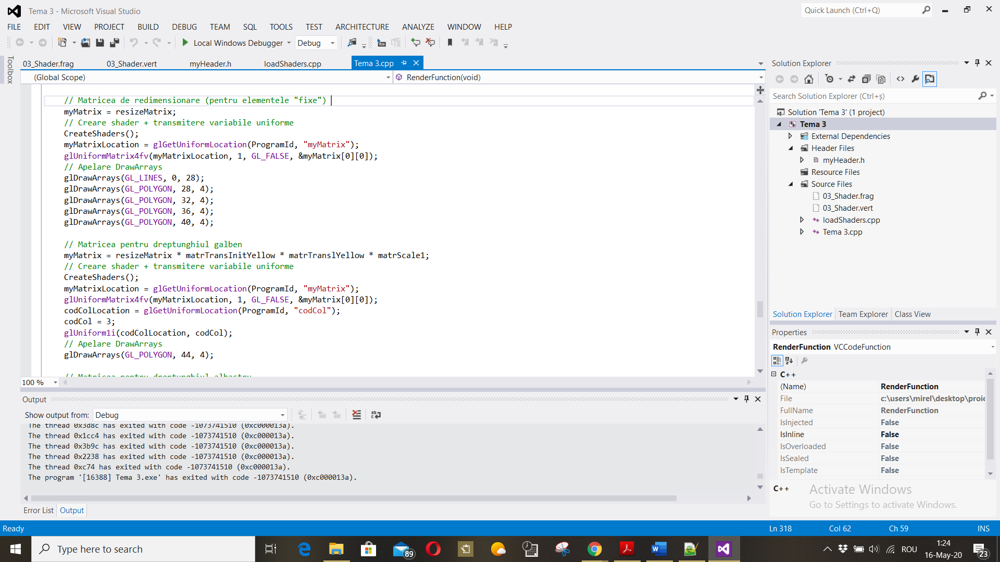 Tema 3 - Microsoft Visual Studio
Quick Launch (Ctrl+Q)
FILE EDIT VIEW PROJECT BUILD DEBUG TEAM SQL TOOLS TEST ARCHITECTURE ANALYZE WINDOW HELP
Local Windows Debugger Debug
Toolbox
03_Shader.frag 03_Shader.vert myHeader.h loadShaders.cpp Tema 3.cpp
(Global Scope) RenderFunction(void)
// Matricea de redimensionare (pentru elementele "fixe")
myMatrix = resizeMatrix;
// Creare shader + transmitere variabile uniforme
CreateShaders();
myMatrixLocation = glGetUniformLocation(ProgramId, "myMatrix");
glUniformMatrix4fv(myMatrixLocation, 1, GL_FALSE, &myMatrix[0][0]);
// Apelare DrawArrays
glDrawArrays(GL_LINES, 0, 28);
glDrawArrays(GL_POLYGON, 28, 4);
glDrawArrays(GL_POLYGON, 32, 4);
glDrawArrays(GL_POLYGON, 36, 4);
glDrawArrays(GL_POLYGON, 40, 4);
// Matricea pentru dreptunghiul galben
myMatrix = resizeMatrix * matrTransInitYellow * matrTranslYellow * matrScale1;
// Creare shader + transmitere variabile uniforme
CreateShaders();
myMatrixLocation = glGetUniformLocation(ProgramId, "myMatrix");
glUniformMatrix4fv(myMatrixLocation, 1, GL_FALSE, &myMatrix[0][0]);
codColLocation = glGetUniformLocation(ProgramId, "codCol");
codCol = 3;
glUniform1i(codColLocation, codCol);
// Apelare DrawArrays
glDrawArrays(GL_POLYGON, 44, 4);
// Matricea pentru dreptunghiul albastru
100 %
Output
Show output from: Debug
The thread 0x3d8c has exited with code -1073741510 (0xc000013a).
The thread 0x1cc4 has exited with code -1073741510 (0xc000013a).
The thread 0x3b9c has exited with code -1073741510 (0xc000013a).
The thread 0x2238 has exited with code -1073741510 (0xc000013a).
The thread 0xc74 has exited with code -1073741510 (0xc000013a).
The program '[16388] Tema 3.exe' has exited with code -1073741510 (0xc000013a).
Error List Output
Solution Explorer
Search Solution Explorer (Ctrl+ș)
Solution 'Tema 3' (1 project)
Tema 3
External Dependencies
Header Files
myHeader.h
Resource Files
Source Files
03_Shader.frag
03_Shader.vert
loadShaders.cpp
Tema 3.cpp
Solution Explorer Team Explorer Class View
Properties
RenderFunction VCCodeFunction
C++
(Name) RenderFunction
File c:\users\mirel\desktop\proie
FullName RenderFunction
IsInjected False
IsInline False
IsOverloaded False
IsSealed False
IsTemplate False
C++
Activate Windows
Go to Settings to activate Windows.
Ready Ln 318 Col 62 Ch 59 INS
Type here to search
89
ROU
1:24
16-May-20
23